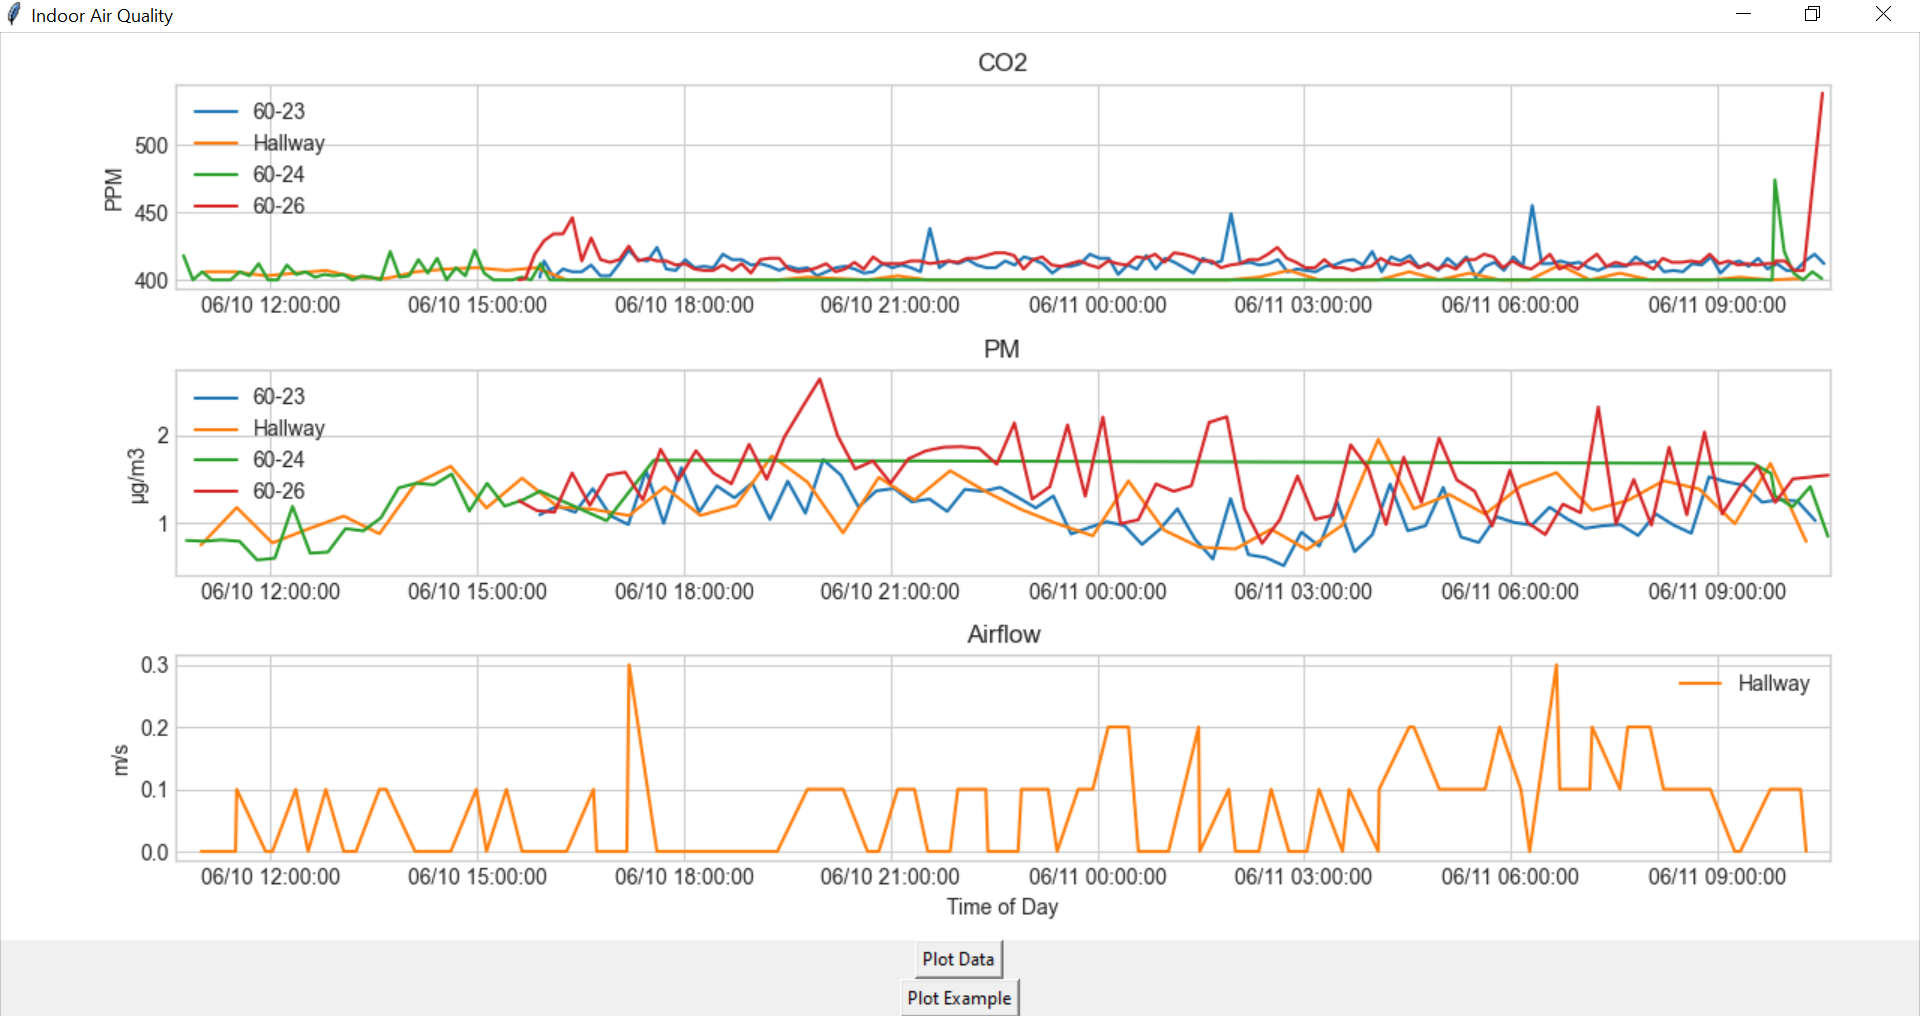 Indoor Air Quality
CO2
60-23
Hallway
60-24
60-26
PPM
500
450
400
06/10 12:00:00 06/10 15:00:00 06/10 18:00:00 06/10 21:00:00 06/11 00:00:00 06/11 03:00:00 06/11 06:00:00 06/11 09:00:00
PM
60-23
Hallway
60-24
60-26
µg/m3
2
1
06/10 12:00:00 06/10 15:00:00 06/10 18:00:00 06/10 21:00:00 06/11 00:00:00 06/11 03:00:00 06/11 06:00:00 06/11 09:00:00
Airflow
Hallway
m/s
0.3
0.2
0.1
0.0
06/10 12:00:00 06/10 15:00:00 06/10 18:00:00 06/10 21:00:00 06/11 00:00:00 06/11 03:00:00 06/11 06:00:00 06/11 09:00:00
Time of Day
Plot Data
Plot Example